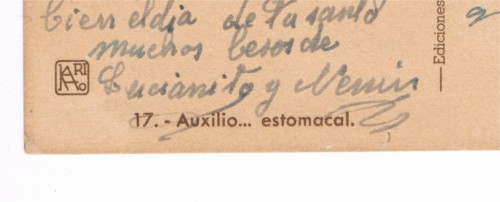 bien el dia de tu santo
muchos besos de
Lucianito y Nenin
17. - Auxilio... estomacal.
Ediciones